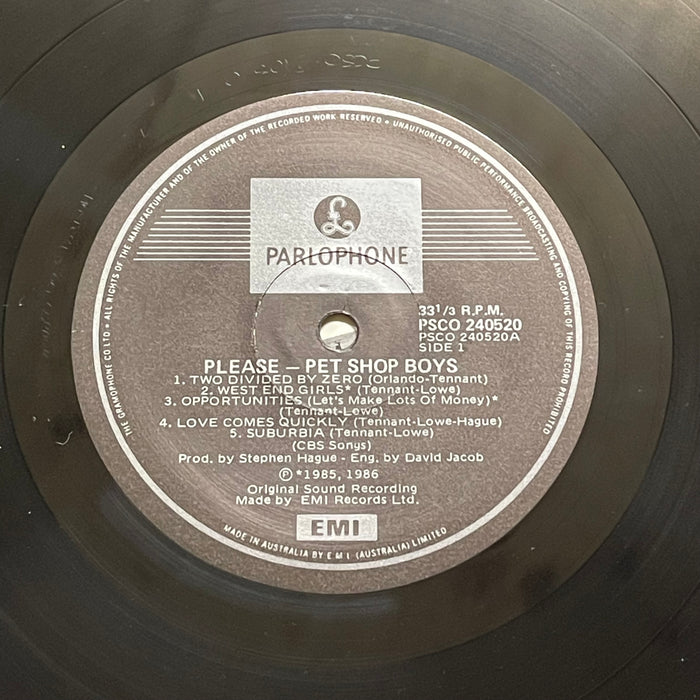 THE GRAMOPHONE CO LTD • ALL RIGHTS OF THE MANUFACTURER AND OF THE OWNER OF THE RECORDED WORK RESERVED • UNAUTHORISED PUBLIC PERFORMANCE BROADCASTING AND COPYING OF THIS RECORD PROHIBITED
£
PARLOPHONE
33 1/3 R.P.M.
PSCO 240520
PSCO 240520A
SIDE 1
PLEASE — PET SHOP BOYS
1. TWO DIVIDED BY ZERO (Orlando-Tennant)
2. WEST END GIRLS* (Tennant-Lowe)
3. OPPORTUNITIES (Let's Make Lots Of Money)*
(Tennant-Lowe)
4. LOVE COMES QUICKLY (Tennant-Lowe-Hague)
5. SUBURBIA (Tennant-Lowe)
(CBS Songs)
Prod. by Stephen Hague - Eng. by David Jacob
℗ *1985, 1986
Original Sound Recording
Made by EMI Records Ltd.
EMI
MADE IN AUSTRALIA BY E M I (AUSTRALIA) LIMITED